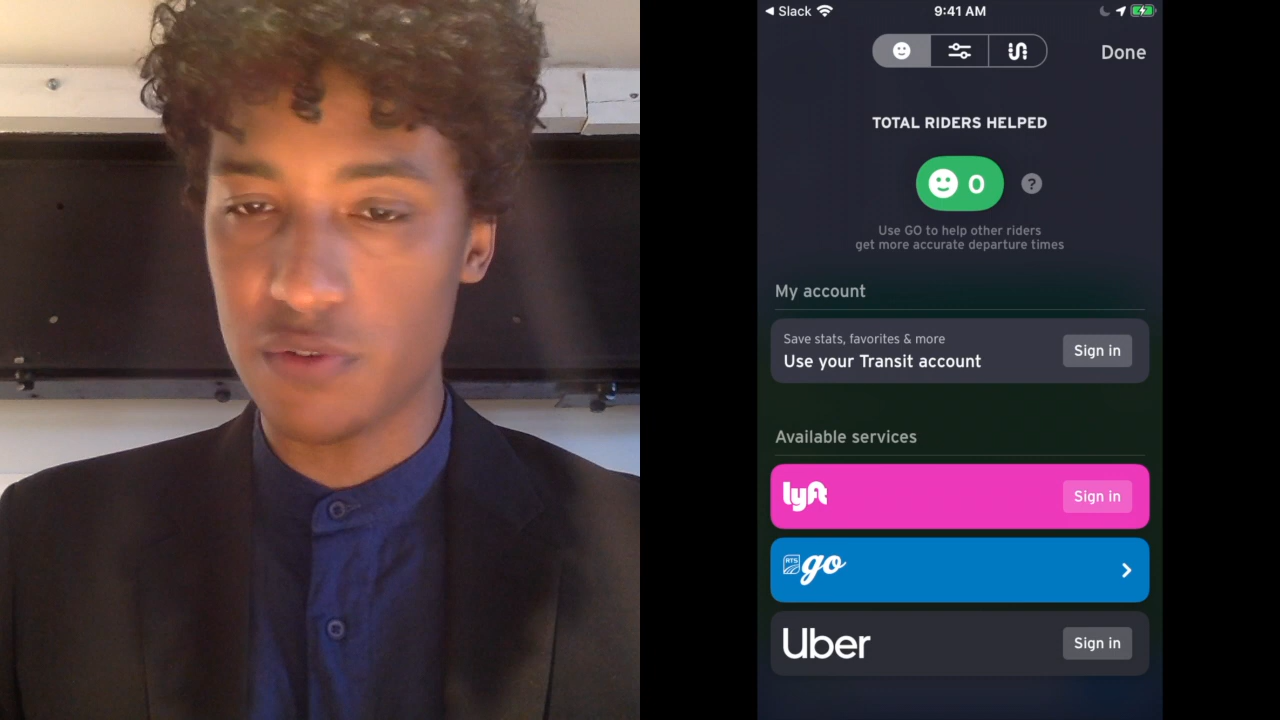 Slack
9:41 AM
Done
TOTAL RIDERS HELPED
0
?
Use GO to help other riders
get more accurate departure times
My account
Save stats, favorites & more
Use your Transit account
Sign in
Available services
lyft
Sign in
RTS go
Uber
Sign in